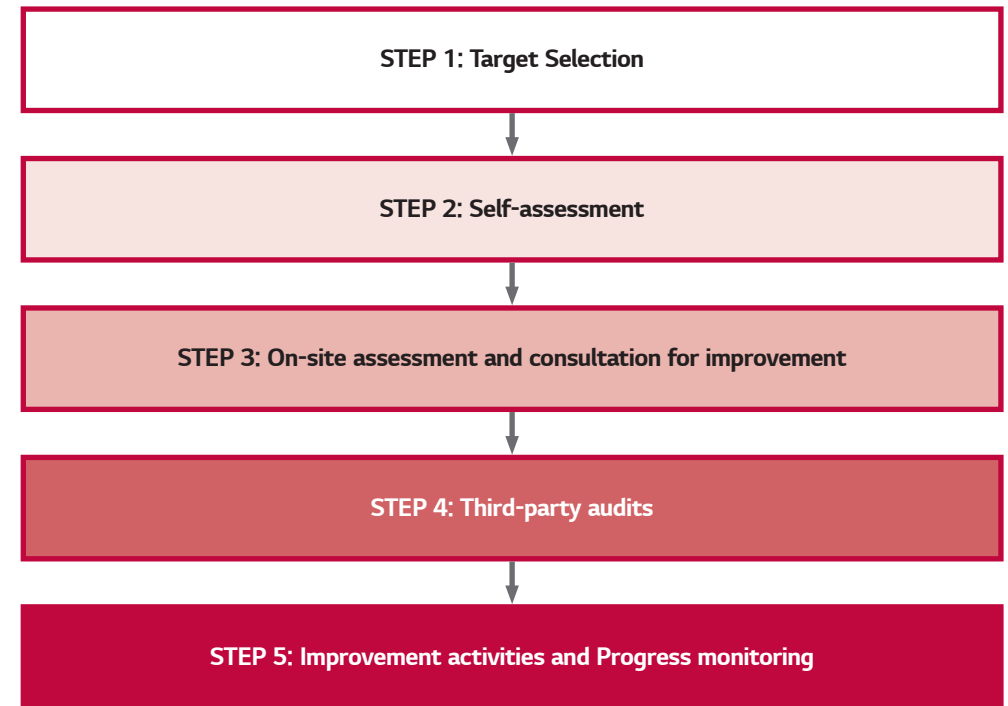 STEP 1: Target Selection
STEP 2: Self-assessment
STEP 3: On-site assessment and consultation for improvement
STEP 4: Third-party audits
STEP 5: Improvement activities and Progress monitoring